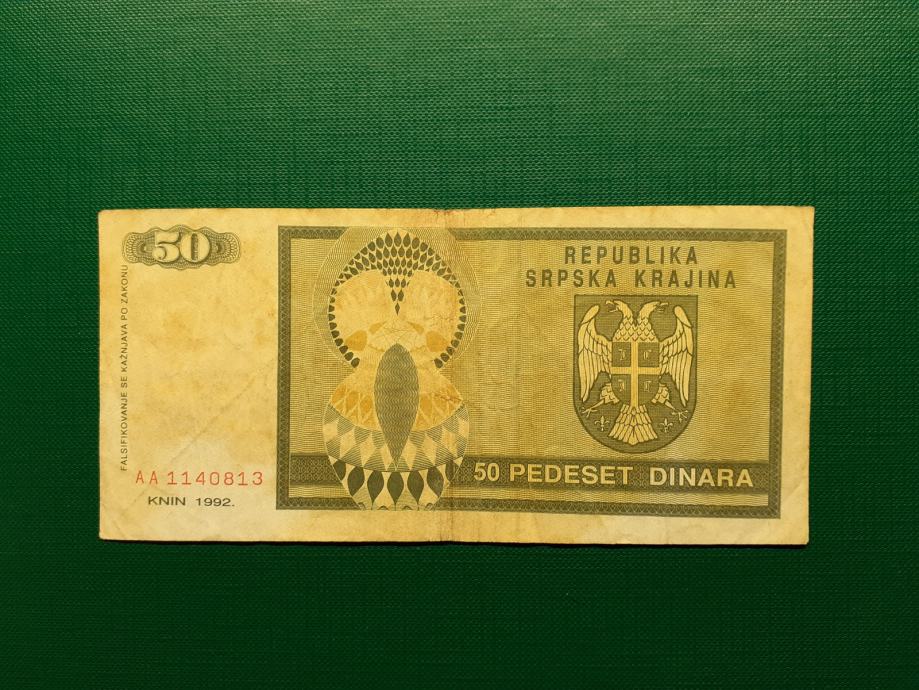 50
FALSIFIKOVANJE SE KAŽNJAVA PO ZAKONU
AA 1140813
KNIN 1992.
REPUBLIKA
SRPSKA KRAJINA
50 PEDESET DINARA